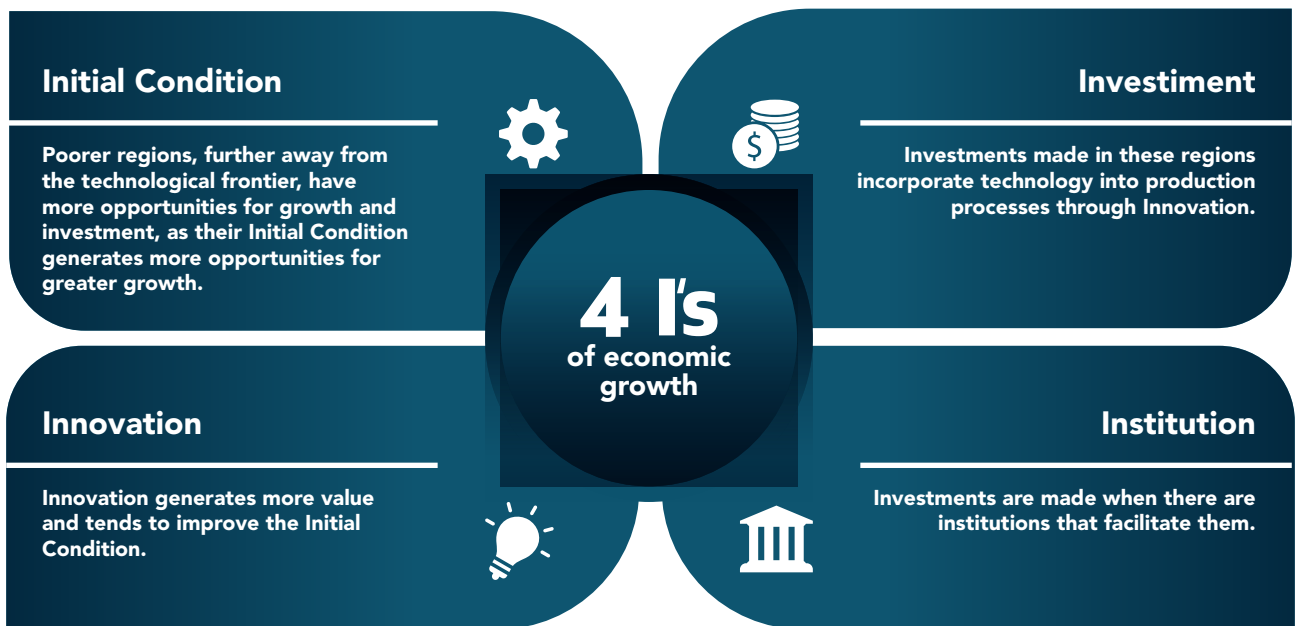 Initial Condition
Poorer regions, further away from
the technological frontier, have
more opportunities for growth and
investment, as their Initial Condition
generates more opportunities for
greater growth.
Investiment
$
Investments made in these regions
incorporate technology into production
processes through Innovation.
4 I's
of economic
growth
Innovation
Innovation generates more value
and tends to improve the Initial
Condition.
Institution
Investments are made when there are
institutions that facilitate them.